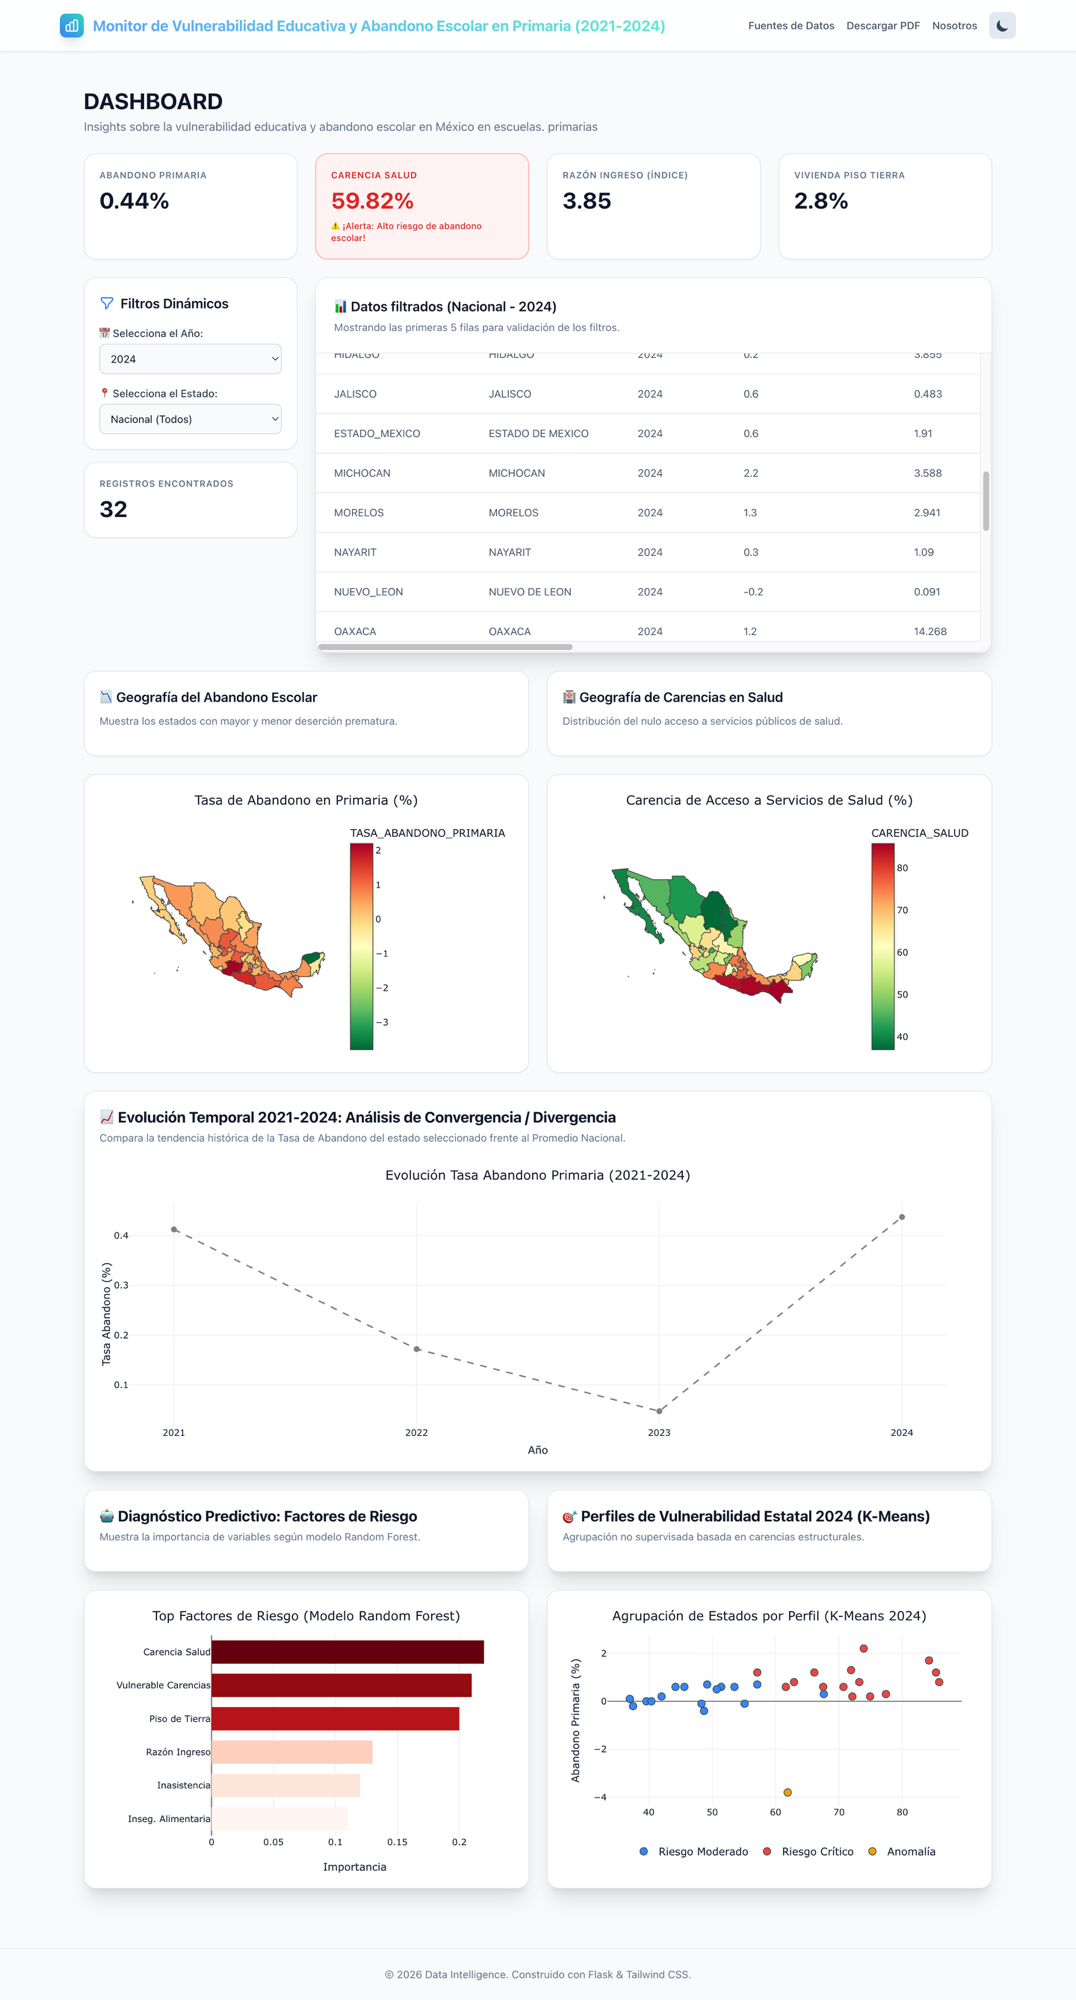 Monitor de Vulnerabilidad Educativa y Abandono Escolar en Primaria (2021-2024)
Fuentes de Datos
Descargar PDF
Nosotros
DASHBOARD
Insights sobre la vulnerabilidad educativa y abandono escolar en México en escuelas. primarias
ABANDONO PRIMARIA
0.44%
CARENCIA SALUD
59.82%
⚠️ ¡Alerta: Alto riesgo de abandono
escolar!
RAZÓN INGRESO (ÍNDICE)
3.85
VIVIENDA PISO TIERRA
2.8%
Filtros Dinámicos
📅 Selecciona el Año:
2024
📍 Selecciona el Estado:
Nacional (Todos)
REGISTROS ENCONTRADOS
32
📊 Datos filtrados (Nacional - 2024)
Mostrando las primeras 5 filas para validación de los filtros.
HIDALGO HIDALGO 2024 0.2 3.855
JALISCO JALISCO 2024 0.6 0.483
ESTADO_MEXICO ESTADO DE MEXICO 2024 0.6 1.91
MICHOCAN MICHOCAN 2024 2.2 3.588
MORELOS MORELOS 2024 1.3 2.941
NAYARIT NAYARIT 2024 0.3 1.09
NUEVO_LEON NUEVO DE LEON 2024 -0.2 0.091
OAXACA OAXACA 2024 1.2 14.268
📉 Geografía del Abandono Escolar
Muestra los estados con mayor y menor deserción prematura.
🏥 Geografía de Carencias en Salud
Distribución del nulo acceso a servicios públicos de salud.
Tasa de Abandono en Primaria (%)
TASA_ABANDONO_PRIMARIA
2
1
0
−1
−2
−3
Carencia de Acceso a Servicios de Salud (%)
CARENCIA_SALUD
80
70
60
50
40
📈 Evolución Temporal 2021-2024: Análisis de Convergencia / Divergencia
Compara la tendencia histórica de la Tasa de Abandono del estado seleccionado frente al Promedio Nacional.
Evolución Tasa Abandono Primaria (2021-2024)
Tasa Abandono (%)
0.4
0.3
0.2
0.1
2021 2022 2023 2024
Año
🤖 Diagnóstico Predictivo: Factores de Riesgo
Muestra la importancia de variables según modelo Random Forest.
🎯 Perfiles de Vulnerabilidad Estatal 2024 (K-Means)
Agrupación no supervisada basada en carencias estructurales.
Top Factores de Riesgo (Modelo Random Forest)
Carencia Salud
Vulnerable Carencias
Piso de Tierra
Razón Ingreso
Inasistencia
Inseg. Alimentaria
0 0.05 0.1 0.15 0.2
Importancia
Agrupación de Estados por Perfil (K-Means 2024)
Abandono Primaria (%)
2
0
−2
−4
40 50 60 70 80
Riesgo Moderado Riesgo Crítico Anomalía
© 2026 Data Intelligence. Construido con Flask & Tailwind CSS.